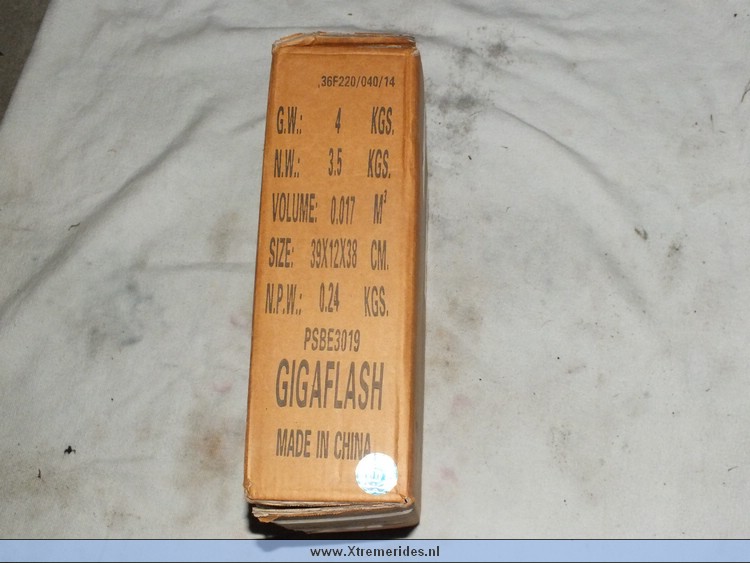 .36F220/040/14
G.W.: 4 KGS.
N.W.: 3.5 KGS.
VOLUME: 0.017 M³
SIZE: 39X12X38 CM.
N.P.W.: 0.24 KGS.
PSBE3019
GIGAFLASH
MADE IN CHINA
www.Xtremerides.nl